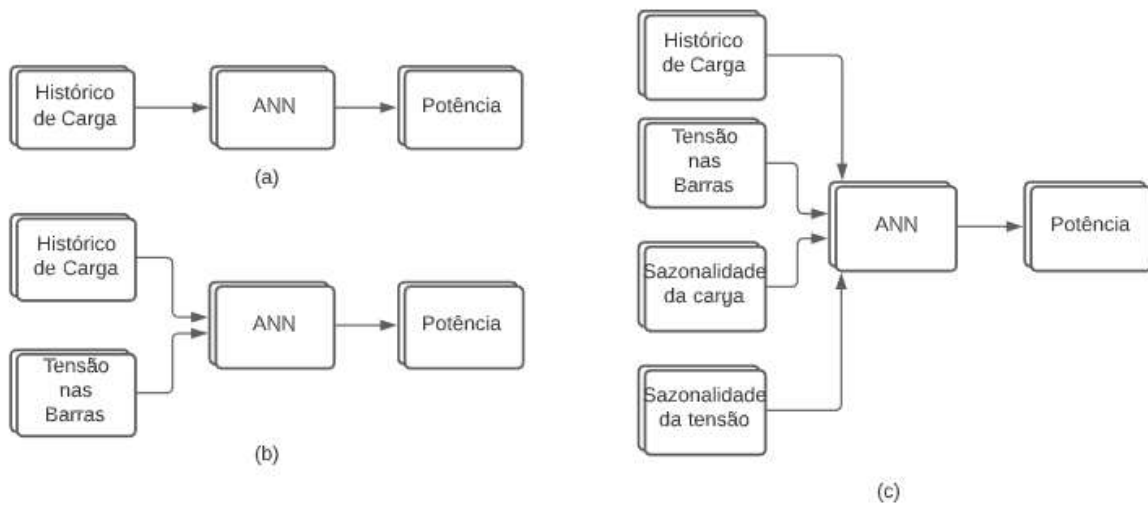 Histórico
de Carga
ANN
Potência
(a)
Histórico
de Carga
Tensão
nas
Barras
ANN
Potência
(b)
Histórico
de Carga
Tensão
nas
Barras
Sazonalidade
da carga
Sazonalidade
da tensão
ANN
Potência
(c)